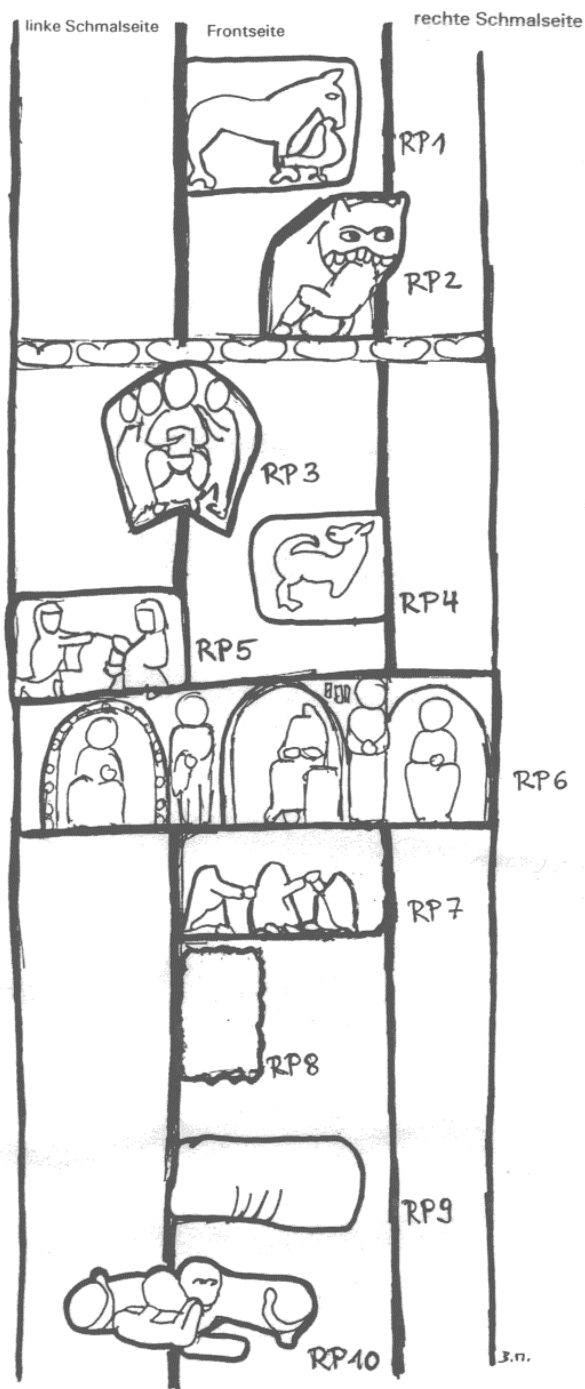 linke Schmalseite
Frontseite
rechte Schmalseite
RP1
RP2
RP3
RP4
RP5
RP6
RP7
RP8
RP9
RP10
З.П.